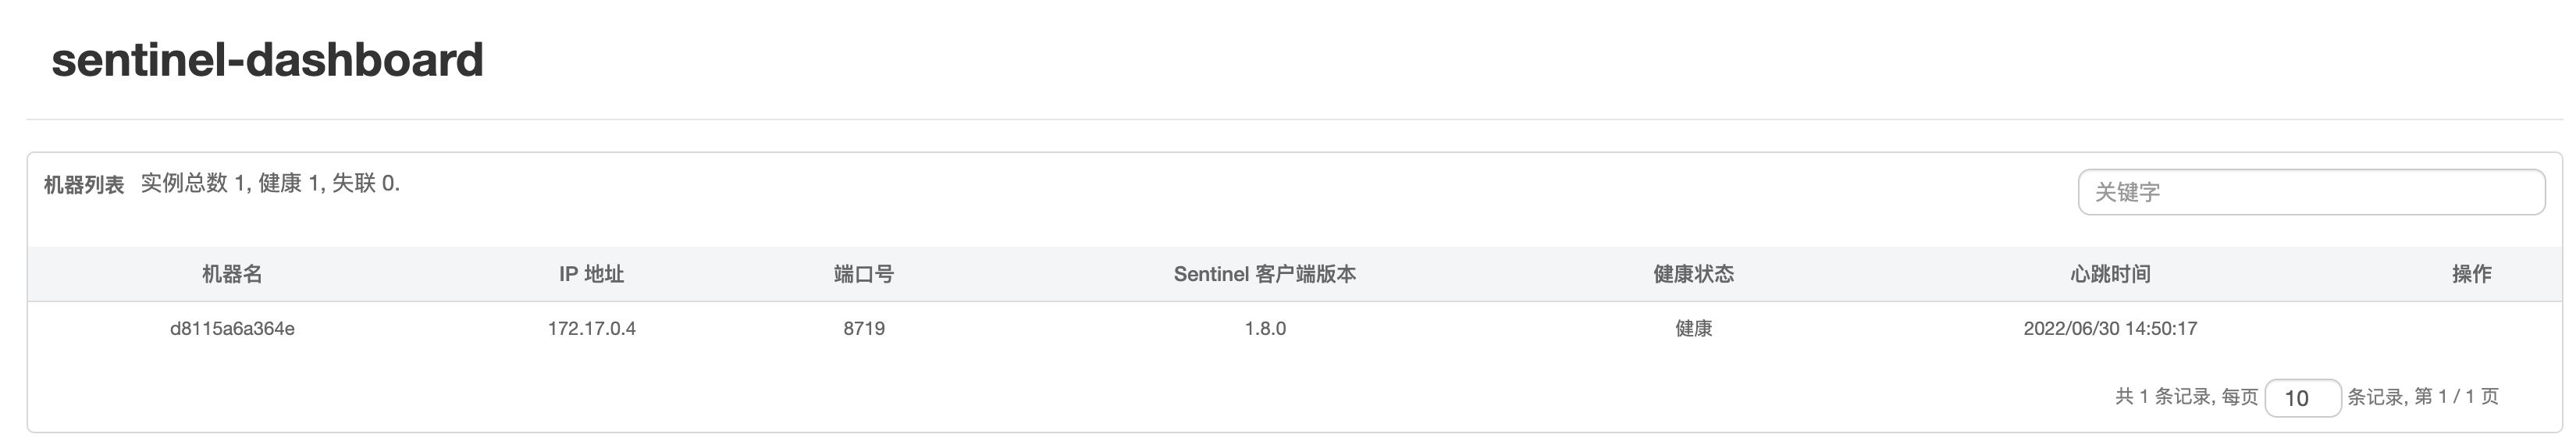 sentinel-dashboard
机器列表 实例总数 1, 健康 1, 失联 0.
关键字
机器名 IP 地址 端口号 Sentinel 客户端版本 健康状态 心跳时间 操作
d8115a6a364e 172.17.0.4 8719 1.8.0 健康 2022/06/30 14:50:17
共 1 条记录, 每页 10 条记录, 第 1 / 1 页